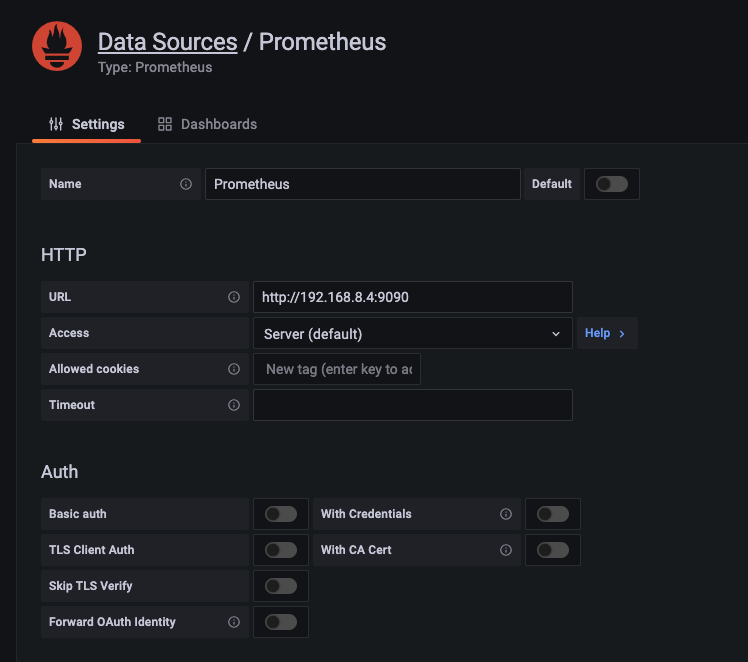 Data Sources / Prometheus
Type: Prometheus
Settings Dashboards
Name Prometheus Default
HTTP
URL http://192.168.8.4:9090
Access Server (default) Help
Allowed cookies New tag (enter key to ac
Timeout
Auth
Basic auth With Credentials
TLS Client Auth With CA Cert
Skip TLS Verify
Forward OAuth Identity